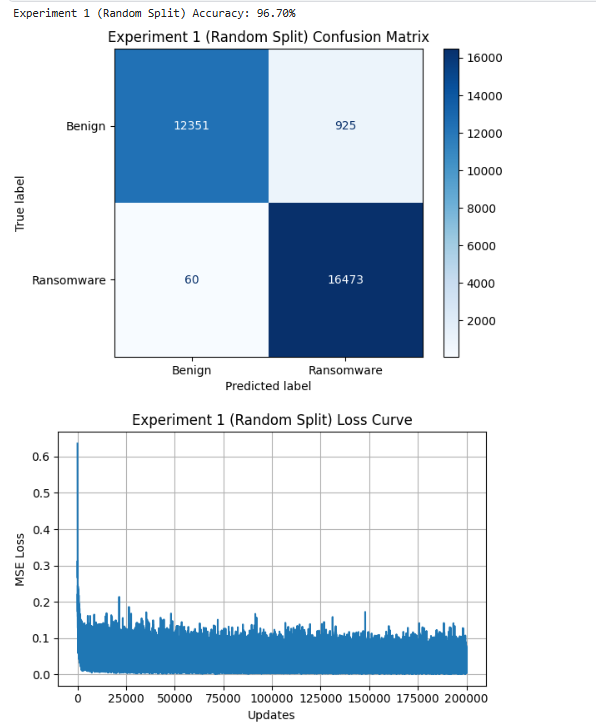 Experiment 1 (Random Split) Accuracy: 96.70%
Experiment 1 (Random Split) Confusion Matrix
16000
14000
Benign
12351
925
12000
10000
True label
8000
6000
Ransomware
60
16473
4000
2000
Benign
Ransomware
Predicted label
Experiment 1 (Random Split) Loss Curve
0.6
0.5
0.4
MSE Loss
0.3
0.2
0.1
0.0
0
25000
50000
75000
100000
125000
150000
175000
200000
Updates